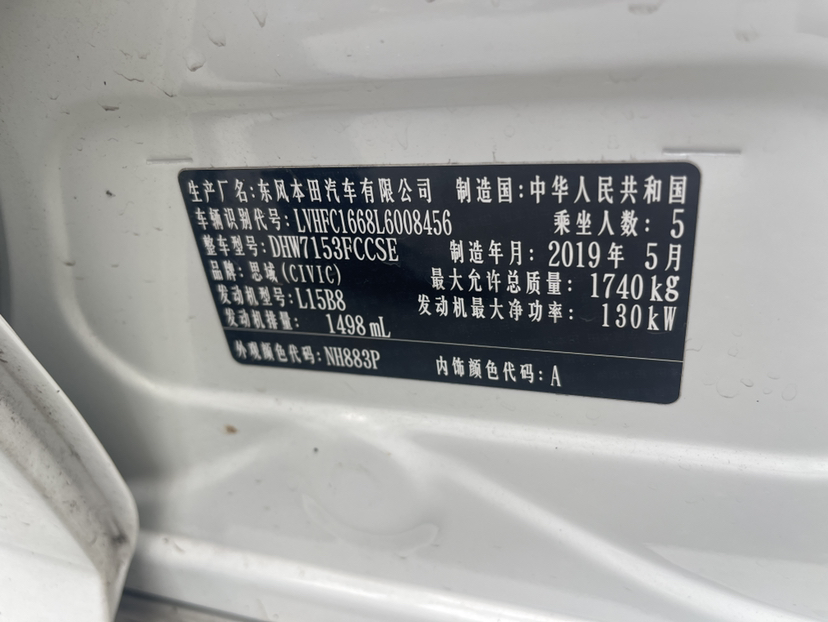 生产厂名:东风本田汽车有限公司 制造国:中华人民共和国
车辆识别代号:LVHFC1668L6008456 乘坐人数:5
整车型号:DHW7153FCCSE 制造年月:2019年5月
品牌:思域(CIVIC) 最大允许总质量:1740kg
发动机型号:L15B8 发动机最大净功率:130kW
发动机排量:1498mL
外观颜色代码:NH883P 内饰颜色代码:A